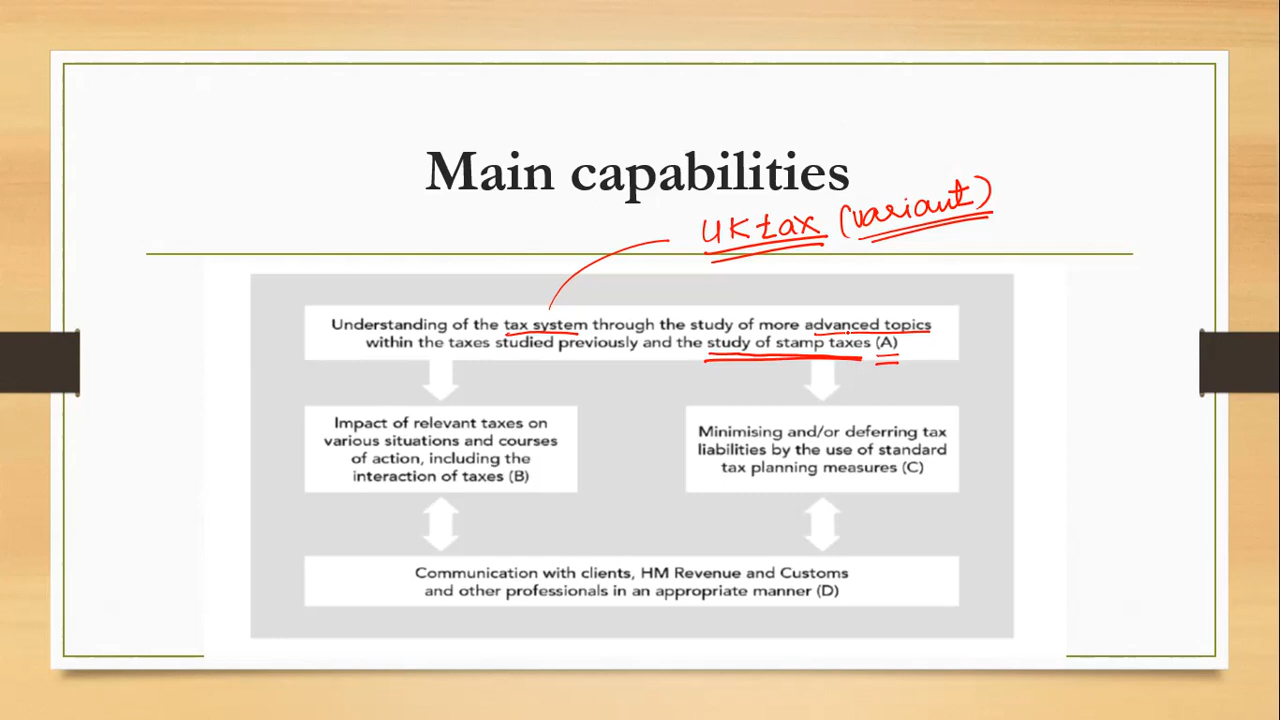 Main capabilities
UK tax (variant)
Understanding of the tax system through the study of more advanced topics
within the taxes studied previously and the study of stamp taxes (A)
Impact of relevant taxes on
various situations and courses
of action, including the
interaction of taxes (B)
Minimising and/or deferring tax
liabilities by the use of standard
tax planning measures (C)
Communication with clients, HM Revenue and Customs
and other professionals in an appropriate manner (D)